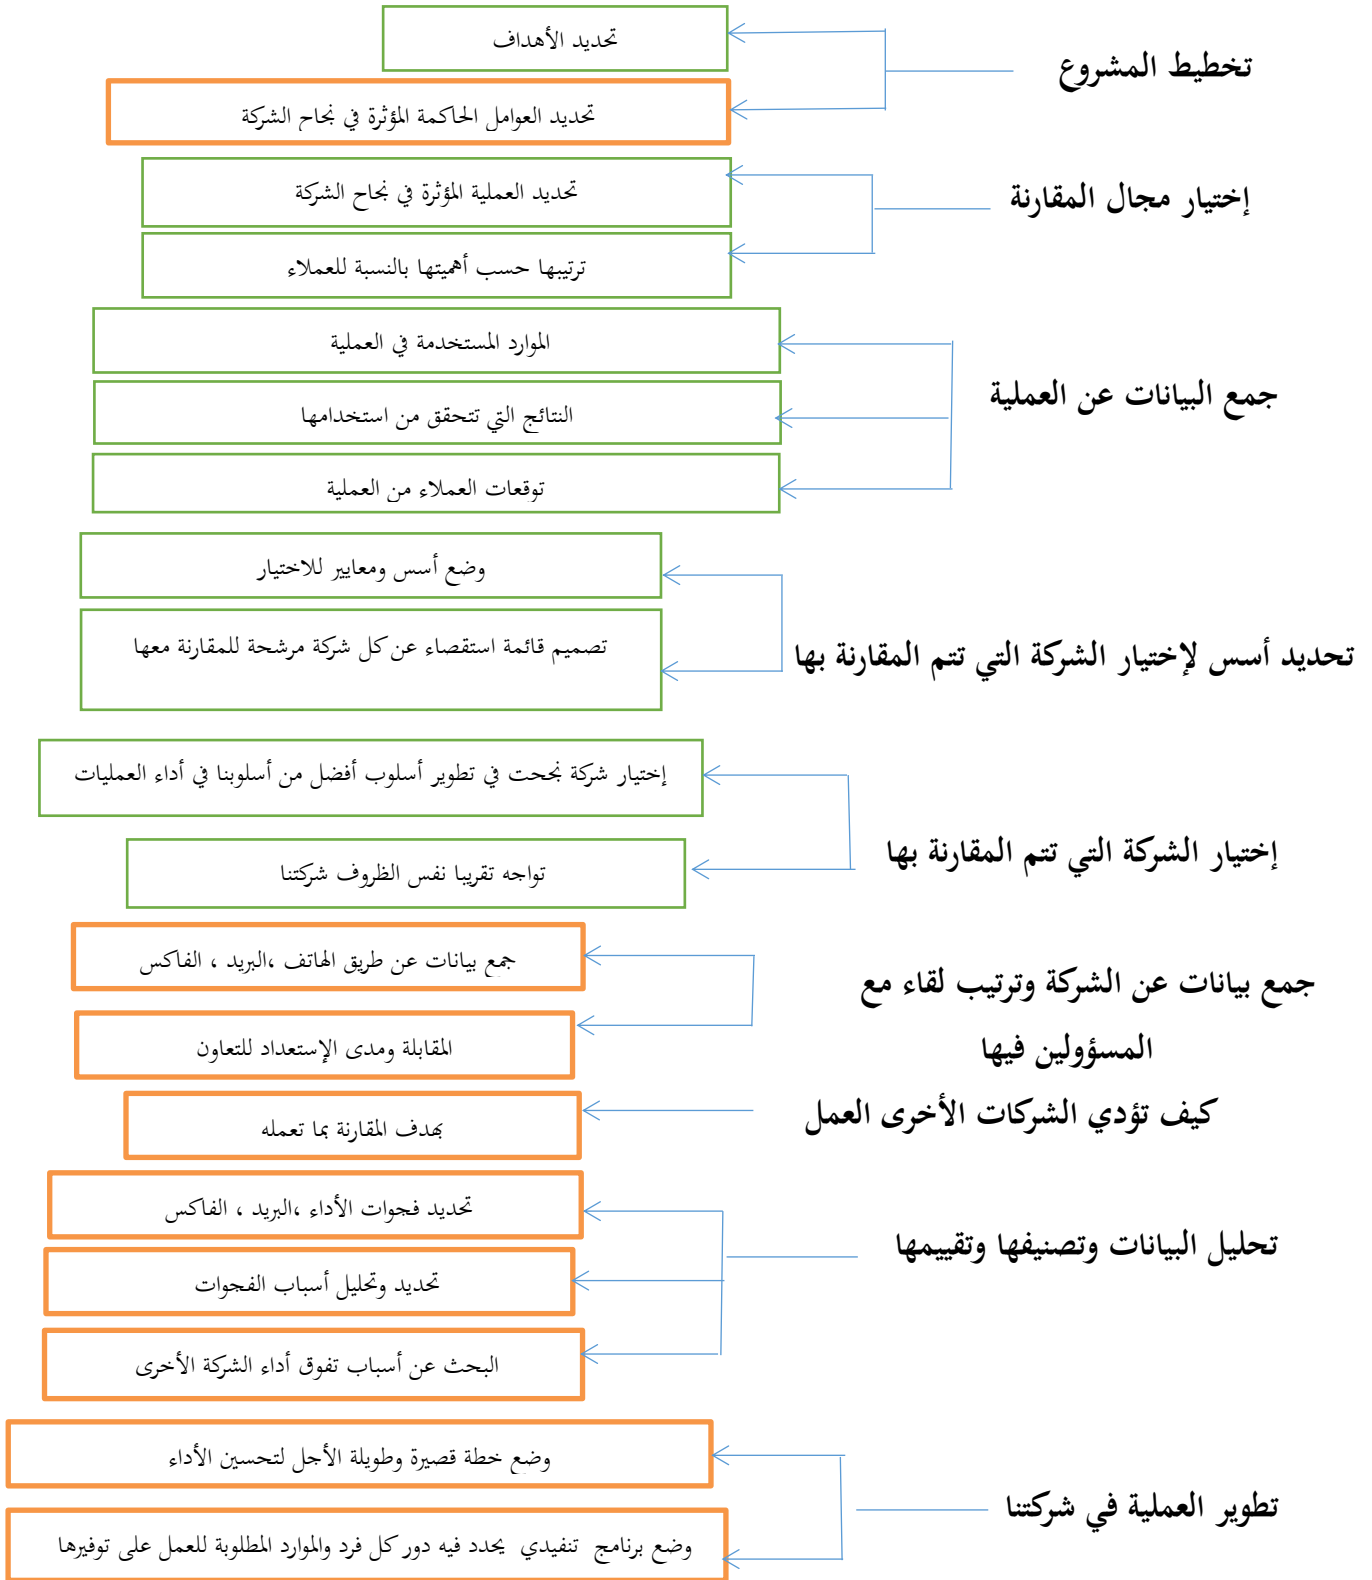 تخطيط المشروع
تحديد الأهداف
تحديد العوامل الحاكمة المؤثرة في نجاح الشركة
إختيار مجال المقارنة
تحديد العملية المؤثرة في نجاح الشركة
ترتيبها حسب أهميتها بالنسبة للعملاء
جمع البيانات عن العملية
الموارد المستخدمة في العملية
النتائج التي تتحقق من استخدامها
توقعات العملاء من العملية
تحديد أسس لإختيار الشركة التي تتم المقارنة بها
وضع أسس ومعايير للاختيار
تصميم قائمة استقصاء عن كل شركة مرشحة للمقارنة معها
إختيار الشركة التي تتم المقارنة بها
إختيار شركة نجحت في تطوير أسلوب أفضل من أسلوبنا في أداء العمليات
تواجه تقريبا نفس الظروف شركتنا
جمع بيانات عن الشركة وترتيب لقاء مع
المسؤولين فيها
جمع بيانات عن طريق الهاتف ،البريد ، الفاكس
المقابلة ومدى الإستعداد للتعاون
كيف تؤدي الشركات الأخرى العمل
بهدف المقارنة بما تعمله
تحليل البيانات وتصنيفها وتقييمها
تحديد فجوات الأداء ،البريد ، الفاكس
تحديد وتحليل أسباب الفجوات
البحث عن أسباب تفوق أداء الشركة الأخرى
تطوير العملية في شركتنا
وضع خطة قصيرة وطويلة الأجل لتحسين الأداء
وضع برنامج تنفيدي يحدد فيه دور كل فرد والموارد المطلوبة للعمل على توفيرها